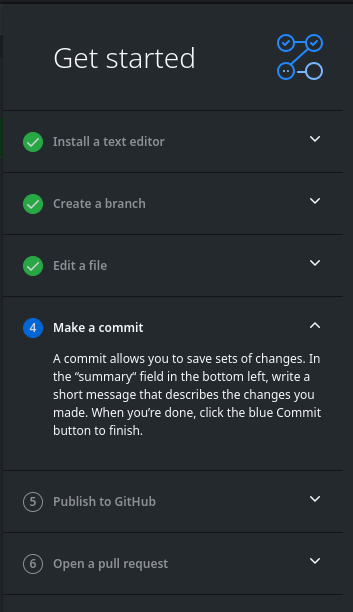 Get started
Install a text editor
Create a branch
Edit a file
4 Make a commit
A commit allows you to save sets of changes. In
the “summary“ field in the bottom left, write a
short message that describes the changes you
made. When you’re done, click the blue Commit
button to finish.
5 Publish to GitHub
6 Open a pull request